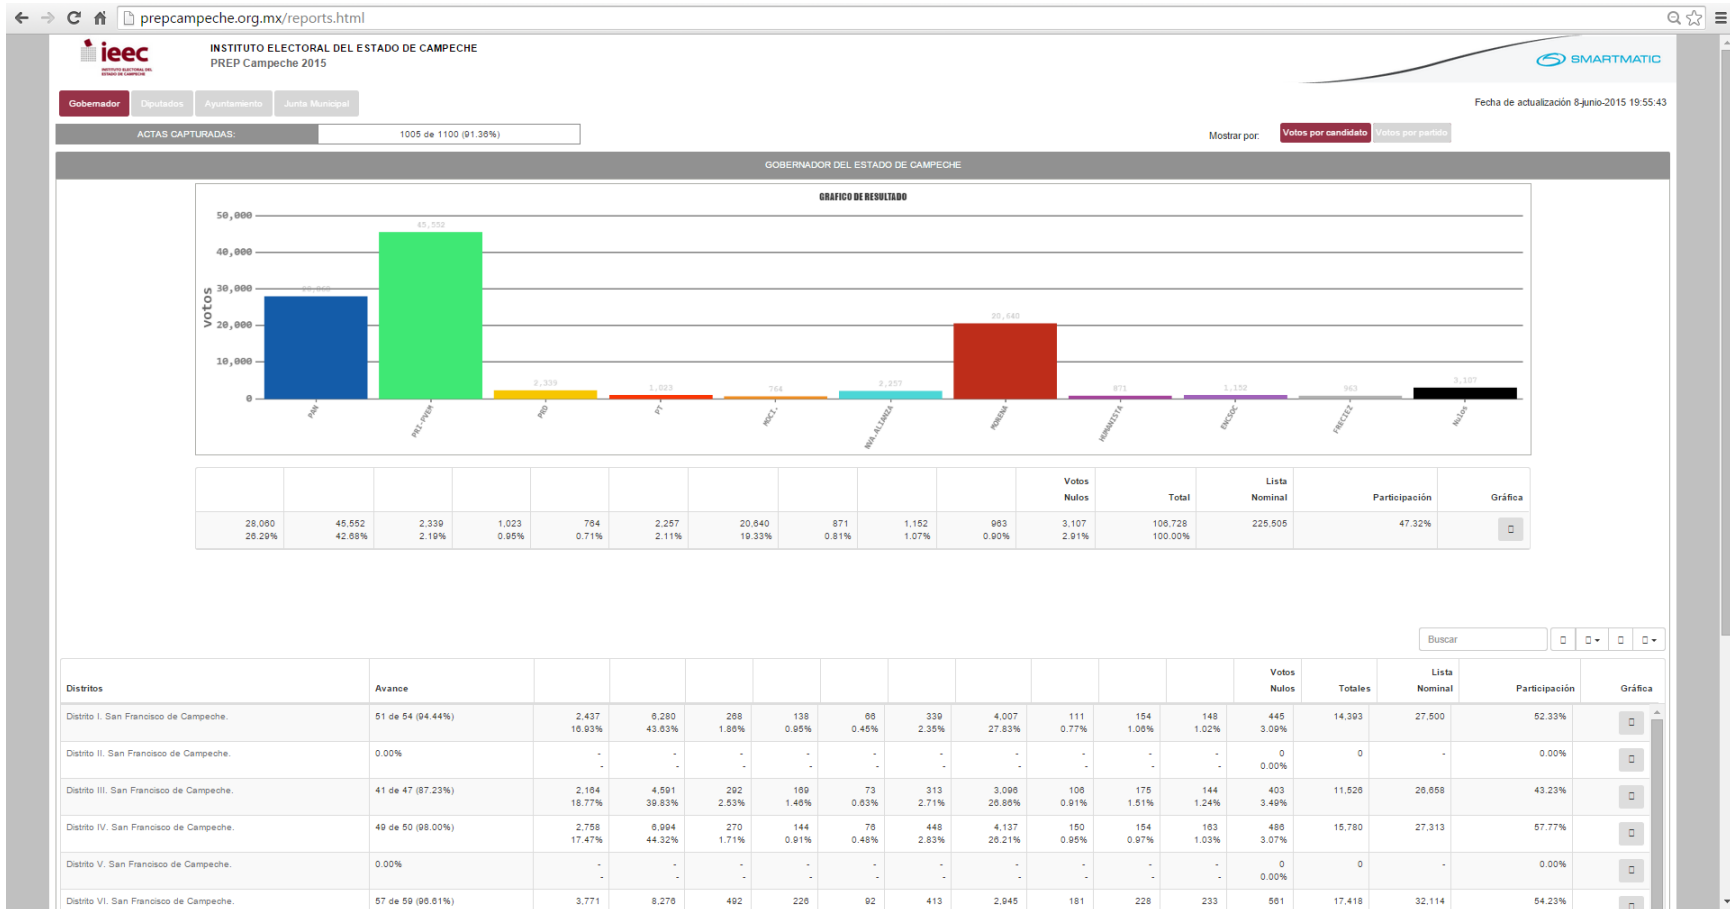 prepcampeche.org.mx/reports.html
ieec
INSTITUTO ELECTORAL DEL
ESTADO DE CAMPECHE
INSTITUTO ELECTORAL DEL ESTADO DE CAMPECHE
PREP Campeche 2015
SMARTMATIC
Gobernador Diputados Ayuntamiento Junta Municipal
Fecha de actualización 8-junio-2015 19:55:43
ACTAS CAPTURADAS: 1005 de 1100 (91.36%)
Mostrar por: Votos por candidato Votos por partido
GOBERNADOR DEL ESTADO DE CAMPECHE
GRAFICO DE RESULTADO
votos
50,000
40,000
30,000
20,000
10,000
0
28,060 45,552 2,339 1,023 764 2,257 20,640 871 1,152 963 3,107
PAN PRI-PVEM PRD PT MOCI. NVA.ALIANZA MORENA HUMANISTA ENCSOC FRECIEZ Nulos
Votos Nulos Total Lista Nominal Participación Gráfica
28,060 45,552 2,339 1,023 764 2,257 20,640 871 1,152 963 3,107 106,728 225,505 47.32%
26.29% 42.68% 2.19% 0.95% 0.71% 2.11% 19.33% 0.81% 1.07% 0.90% 2.91% 100.00%
Buscar
Distritos Avance Votos Nulos Totales Lista Nominal Participación Gráfica
Distrito I. San Francisco de Campeche. 51 de 54 (94.44%) 2,437 6,280 268 138 66 339 4,007 111 154 148 445 14,393 27,500 52.33%
16.93% 43.63% 1.86% 0.95% 0.45% 2.35% 27.83% 0.77% 1.06% 1.02% 3.09%
Distrito II. San Francisco de Campeche. 0.00% - - - - - - - - - - 0 0 - 0.00%
- - - - - - - - - - 0.00%
Distrito III. San Francisco de Campeche. 41 de 47 (87.23%) 2,164 4,591 292 169 73 313 3,096 106 175 144 403 11,526 26,658 43.23%
18.77% 39.83% 2.53% 1.46% 0.63% 2.71% 26.86% 0.91% 1.51% 1.24% 3.49%
Distrito IV. San Francisco de Campeche. 49 de 50 (98.00%) 2,758 6,994 270 144 76 448 4,137 150 154 163 486 15,780 27,313 57.77%
17.47% 44.32% 1.71% 0.91% 0.48% 2.83% 26.21% 0.95% 0.97% 1.03% 3.07%
Distrito V. San Francisco de Campeche. 0.00% - - - - - - - - - - 0 0 - 0.00%
- - - - - - - - - - 0.00%
Distrito VI. San Francisco de Campeche. 57 de 59 (96.61%) 3,771 8,276 492 226 92 413 2,945 181 228 233 561 17,418 32,114 54.23%